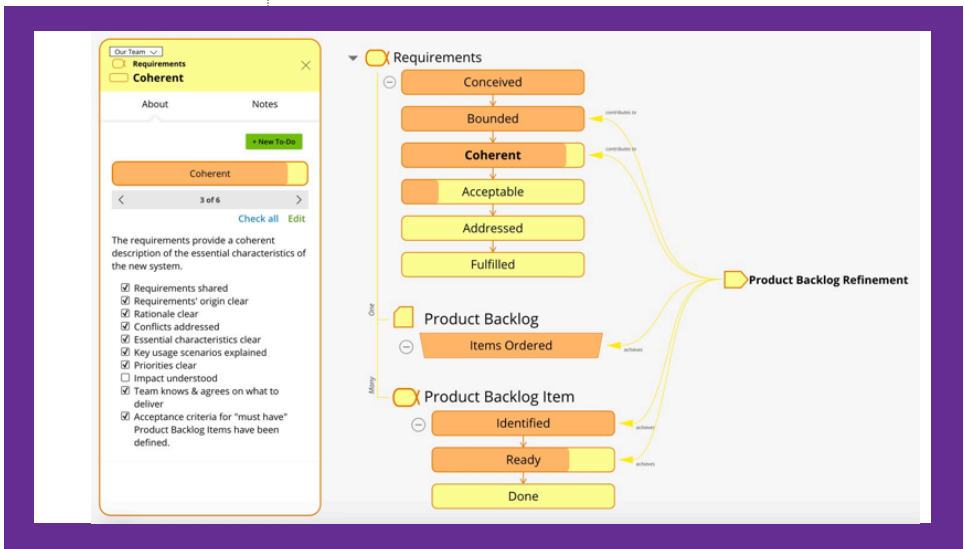 Our Team
Requirements
Coherent
About
Notes
+ New To-Do
Coherent
3 of 6
Check all Edit
The requirements provide a coherent
description of the essential characteristics of
the new system.
Requirements shared
Requirements' origin clear
Rationale clear
Conflicts addressed
Essential characteristics clear
Key usage scenarios explained
Priorities clear
Impact understood
Team knows & agrees on what to
deliver
Acceptance criteria for "must have"
Product Backlog Items have been
defined.
Requirements
Conceived
Bounded
contributes to
Coherent
contributes to
Acceptable
Addressed
Fulfilled
Product Backlog Refinement
One
Product Backlog
Items Ordered
achieves
Many
Product Backlog Item
Identified
achieves
Ready
achieves
Done